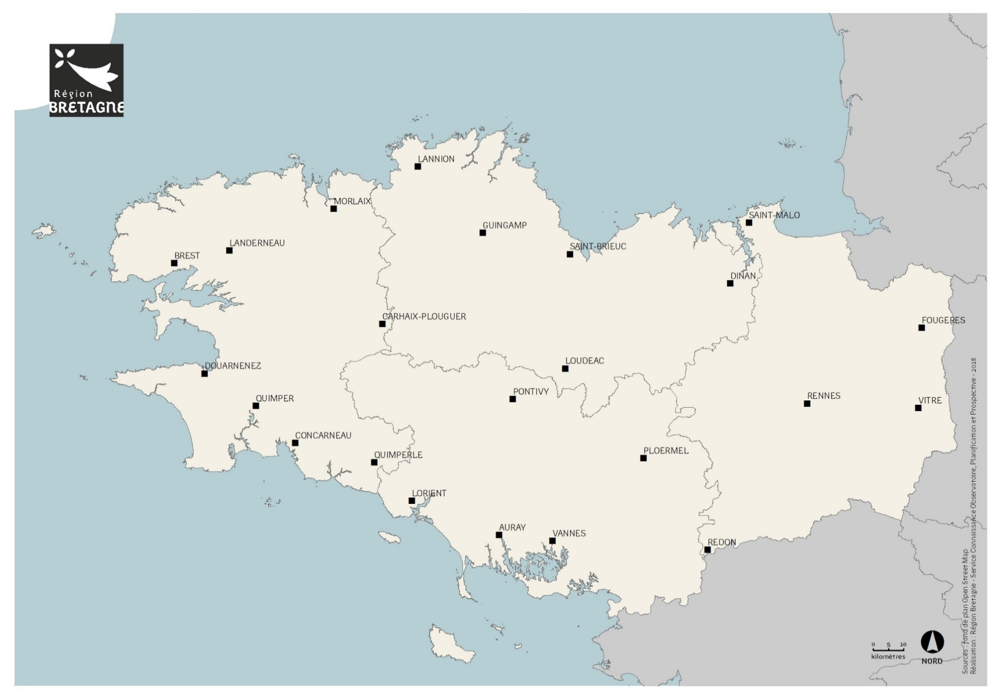 Région
BRETAGNE
LANNION
MORLAIX
GUINGAMP
SAINT-MALO
LANDERNEAU
SAINT-BRIEUC
BREST
DINAN
CARHAIX-PLOUGUER
FOUGERES
DOUARNENEZ
LOUDEAC
PONTIVY
QUIMPER
RENNES
VITRE
CONCARNEAU
QUIMPERLE
PLOERMEL
LORIENT
AURAY
VANNES
REDON
0 5 10
kilomètres
NORD
Sources : fond de plan Open Street Map
Réalisation : Région Bretagne - Service Connaissance Observatoire, Planification et Prospective - 2018